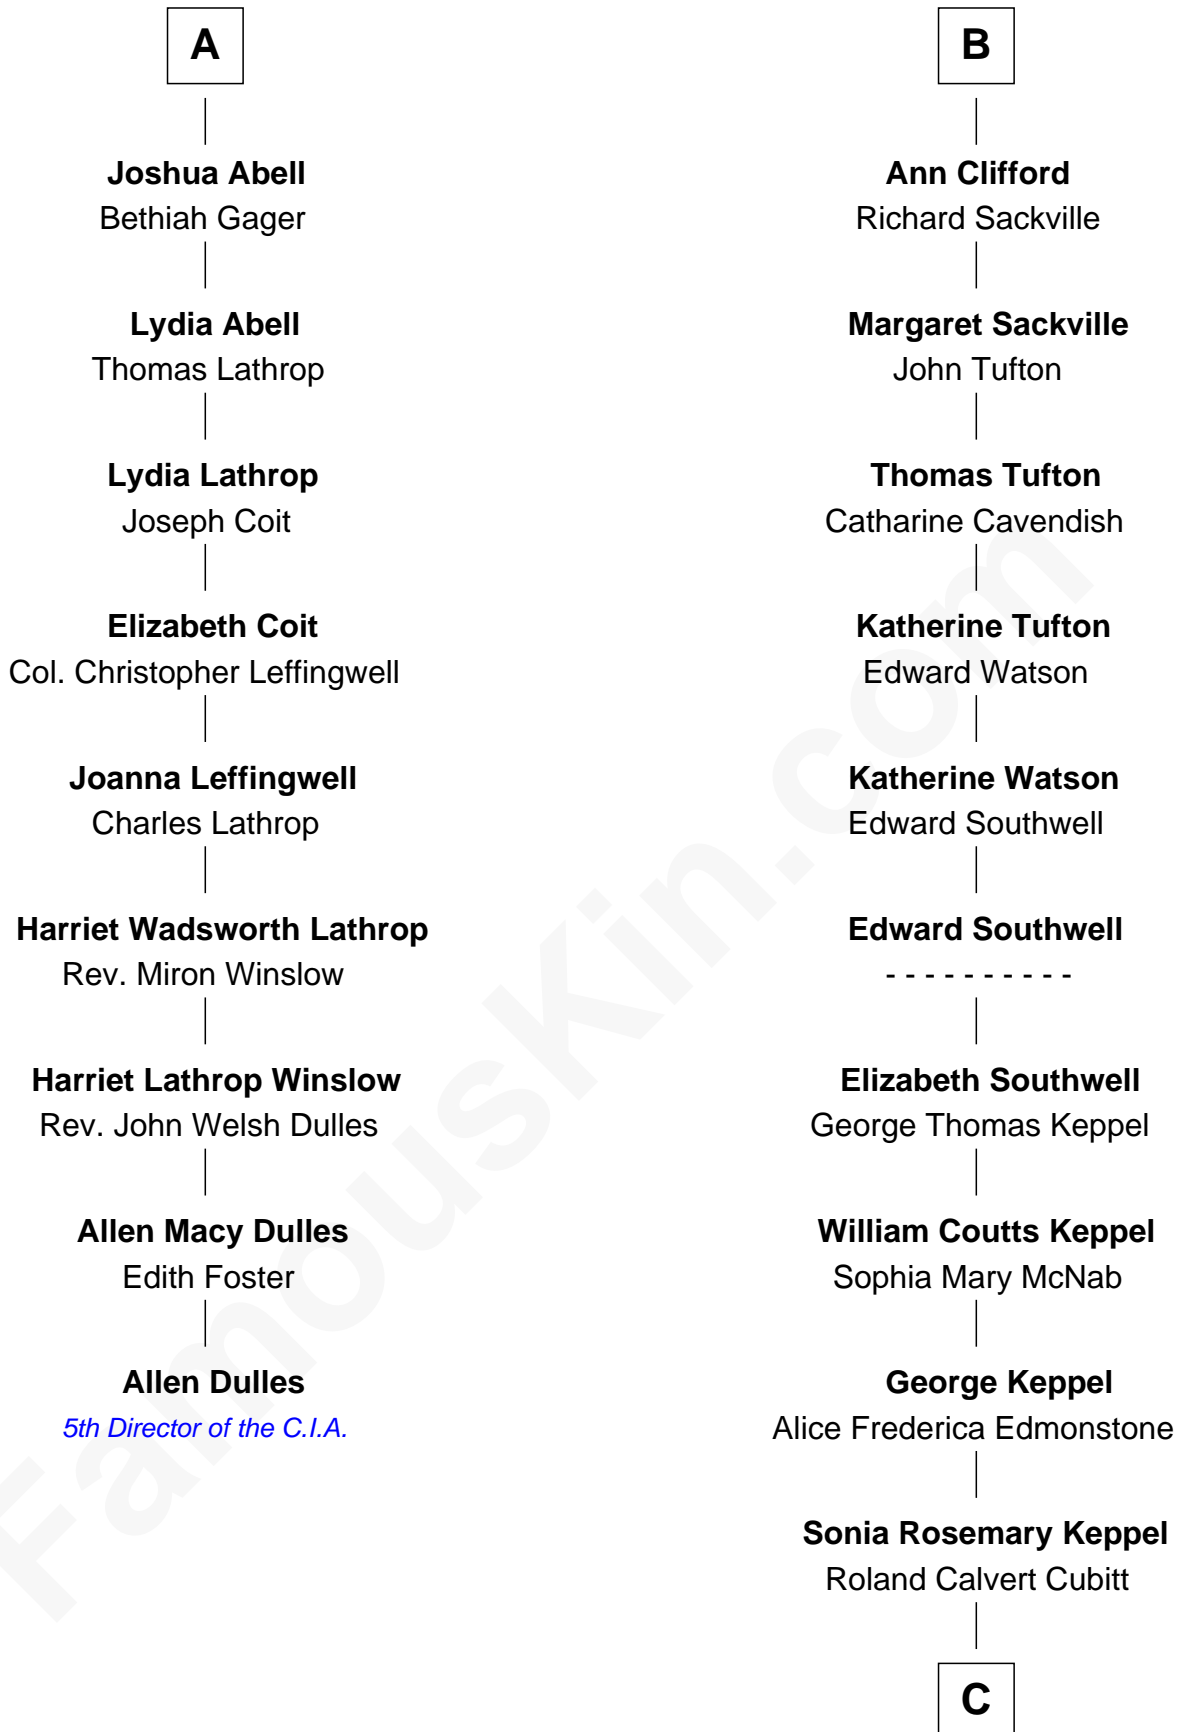 A
Joshua Abell
Bethiah Gager
Lydia Abell
Thomas Lathrop
Lydia Lathrop
Joseph Coit
Elizabeth Coit
Col. Christopher Leffingwell
Joanna Leffingwell
Charles Lathrop
Harriet Wadsworth Lathrop
Rev. Miron Winslow
Harriet Lathrop Winslow
Rev. John Welsh Dulles
Allen Macy Dulles
Edith Foster
Allen Dulles
5th Director of the C.I.A.
B
Ann Clifford
Richard Sackville
Margaret Sackville
John Tufton
Thomas Tufton
Catharine Cavendish
Katherine Tufton
Edward Watson
Katherine Watson
Edward Southwell
Edward Southwell
- - - - - - - - - -
Elizabeth Southwell
George Thomas Keppel
William Coutts Keppel
Sophia Mary McNab
George Keppel
Alice Frederica Edmonstone
Sonia Rosemary Keppel
Roland Calvert Cubitt
C
FamousKin.com